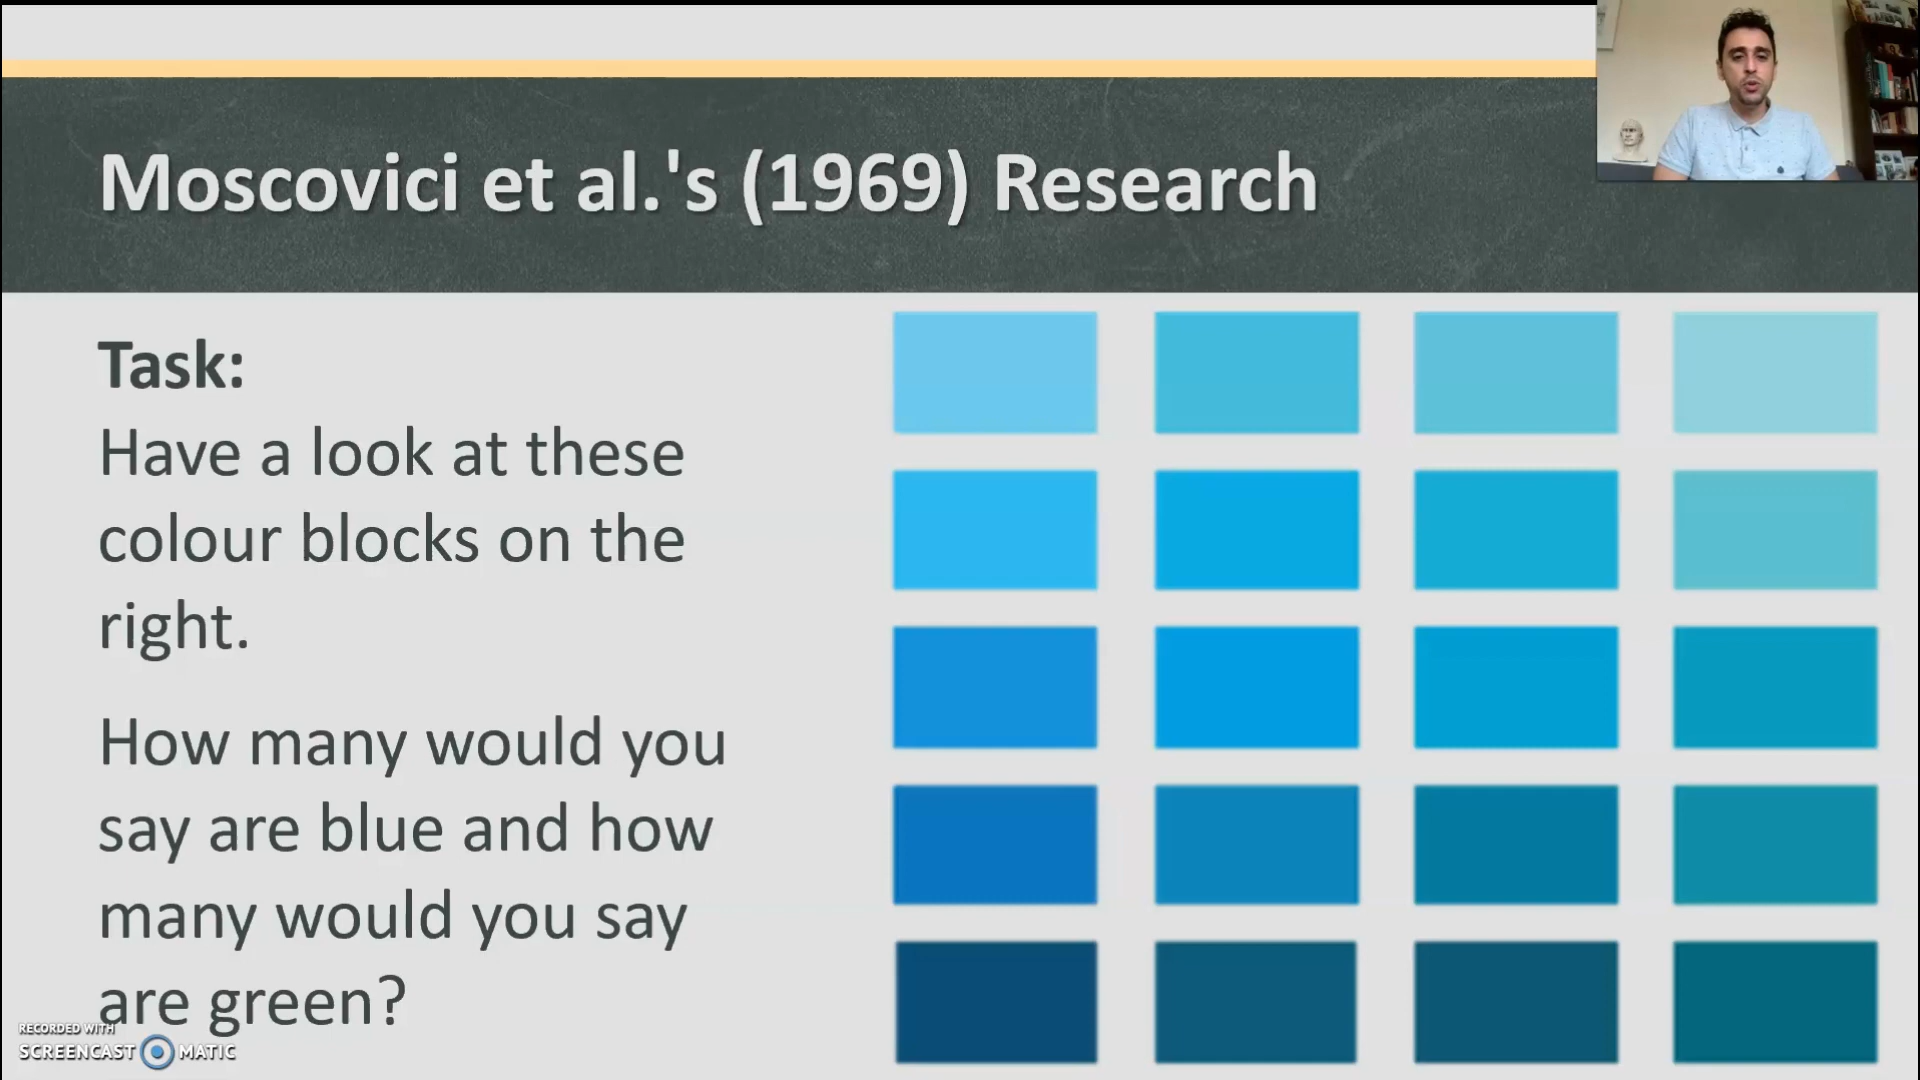 Moscovici et al.'s (1969) Research
Task:
Have a look at these
colour blocks on the
right.
How many would you
say are blue and how
many would you say
are green?
RECORDED WITH
SCREENCAST MATIC